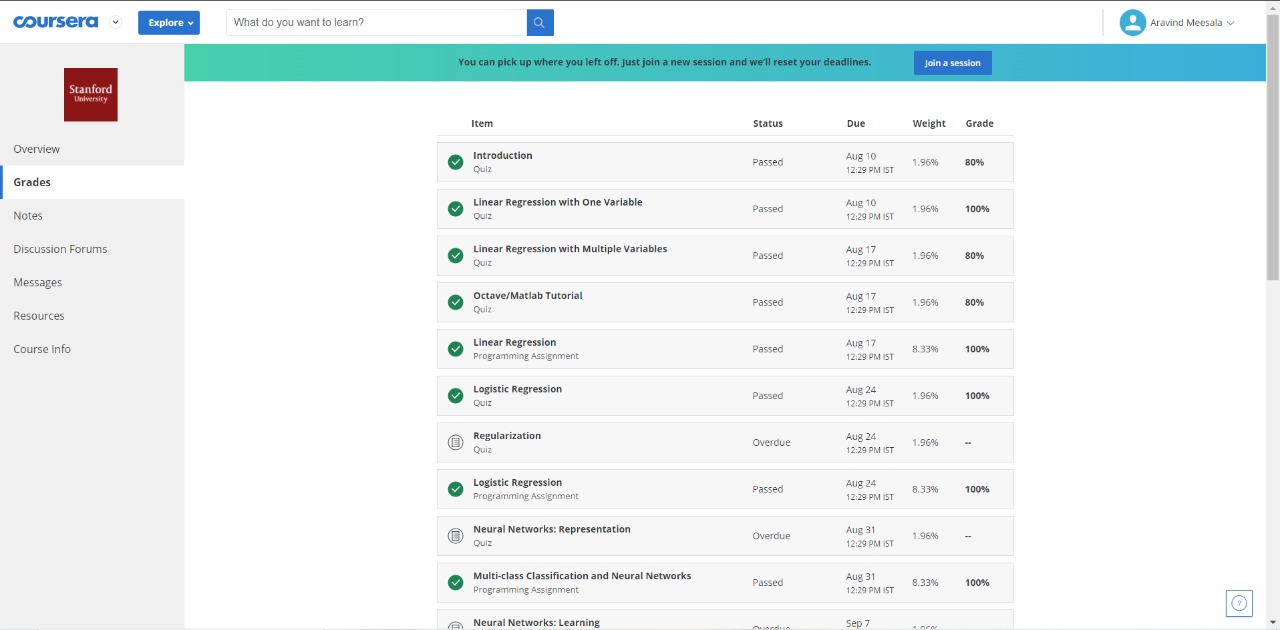 coursera
Explore
What do you want to learn?
Aravind Meesala
You can pick up where you left off. Just join a new session and we'll reset your deadlines.
Join a session
Stanford
University
Overview
Grades
Notes
Discussion Forums
Messages
Resources
Course Info
Item Status Due Weight Grade
Introduction
Quiz
Passed
Aug 10
12:29 PM IST
1.96%
80%
Linear Regression with One Variable
Quiz
Passed
Aug 10
12:29 PM IST
1.96%
100%
Linear Regression with Multiple Variables
Quiz
Passed
Aug 17
12:29 PM IST
1.96%
80%
Octave/Matlab Tutorial
Quiz
Passed
Aug 17
12:29 PM IST
1.96%
80%
Linear Regression
Programming Assignment
Passed
Aug 17
12:29 PM IST
8.33%
100%
Logistic Regression
Quiz
Passed
Aug 24
12:29 PM IST
1.96%
100%
Regularization
Quiz
Overdue
Aug 24
12:29 PM IST
1.96%
--
Logistic Regression
Programming Assignment
Passed
Aug 24
12:29 PM IST
8.33%
100%
Neural Networks: Representation
Quiz
Overdue
Aug 31
12:29 PM IST
1.96%
--
Multi-class Classification and Neural Networks
Programming Assignment
Passed
Aug 31
12:29 PM IST
8.33%
100%
Neural Networks: Learning
Overdue
Sep 7
1.96%
?